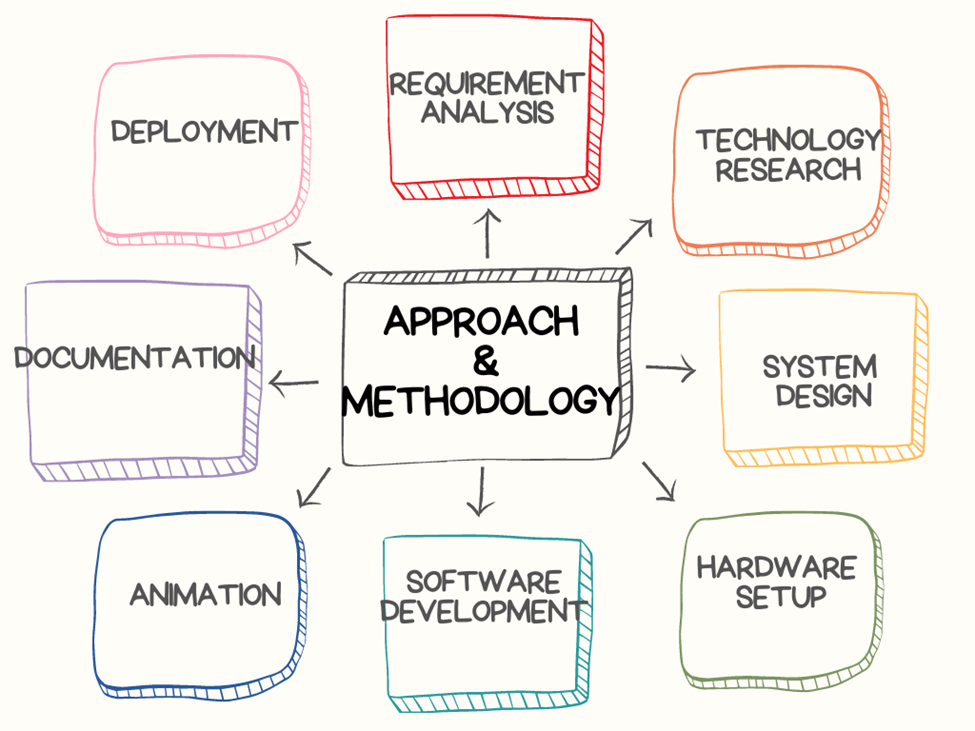 REQUIREMENT
ANALYSIS
DEPLOYMENT
TECHNOLOGY
RESEARCH
APPROACH
&
METHODOLOGY
DOCUMENTATION
SYSTEM
DESIGN
ANIMATION
SOFTWARE
DEVELOPMENT
HARDWARE
SETUP